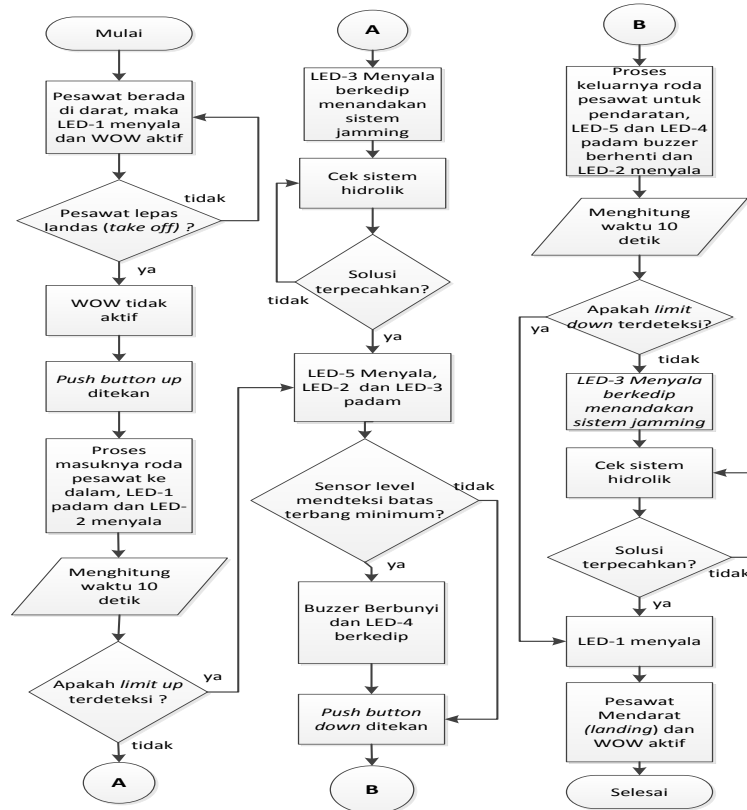 Mulai
Pesawat berada
di darat, maka
LED-1 menyala
dan WOW aktif
tidak
Pesawat lepas
landas (take off) ?
ya
WOW tidak
aktif
Push button up
ditekan
Proses
masuknya roda
pesawat ke
dalam, LED-1
padam dan LED-
2 menyala
Menghitung
waktu 10
detik
ya
Apakah limit up
terdeteksi ?
tidak
A
A
LED-3 Menyala
berkedip
menandakan
sistem
jamming
Cek sistem
hidrolik
Solusi
terpecahkan?
tidak
ya
LED-5 Menyala,
LED-2 dan LED-3
padam
Sensor level
mendteksi batas
terbang minimum?
tidak
ya
Buzzer Berbunyi
dan LED-4
berkedip
Push button
down ditekan
B
B
Proses
keluarnya roda
pesawat untuk
pendaratan,
LED-5 dan LED-4
padam buzzer
berhenti dan
LED-2 menyala
Menghitung
waktu 10
detik
Apakah limit
down terdeteksi?
ya
tidak
LED-3 Menyala
berkedip
menandakan
sistem jamming
Cek sistem
hidrolik
Solusi
terpecahkan?
tidak
ya
LED-1 menyala
Pesawat
Mendarat
(landing) dan
WOW aktif
Selesai